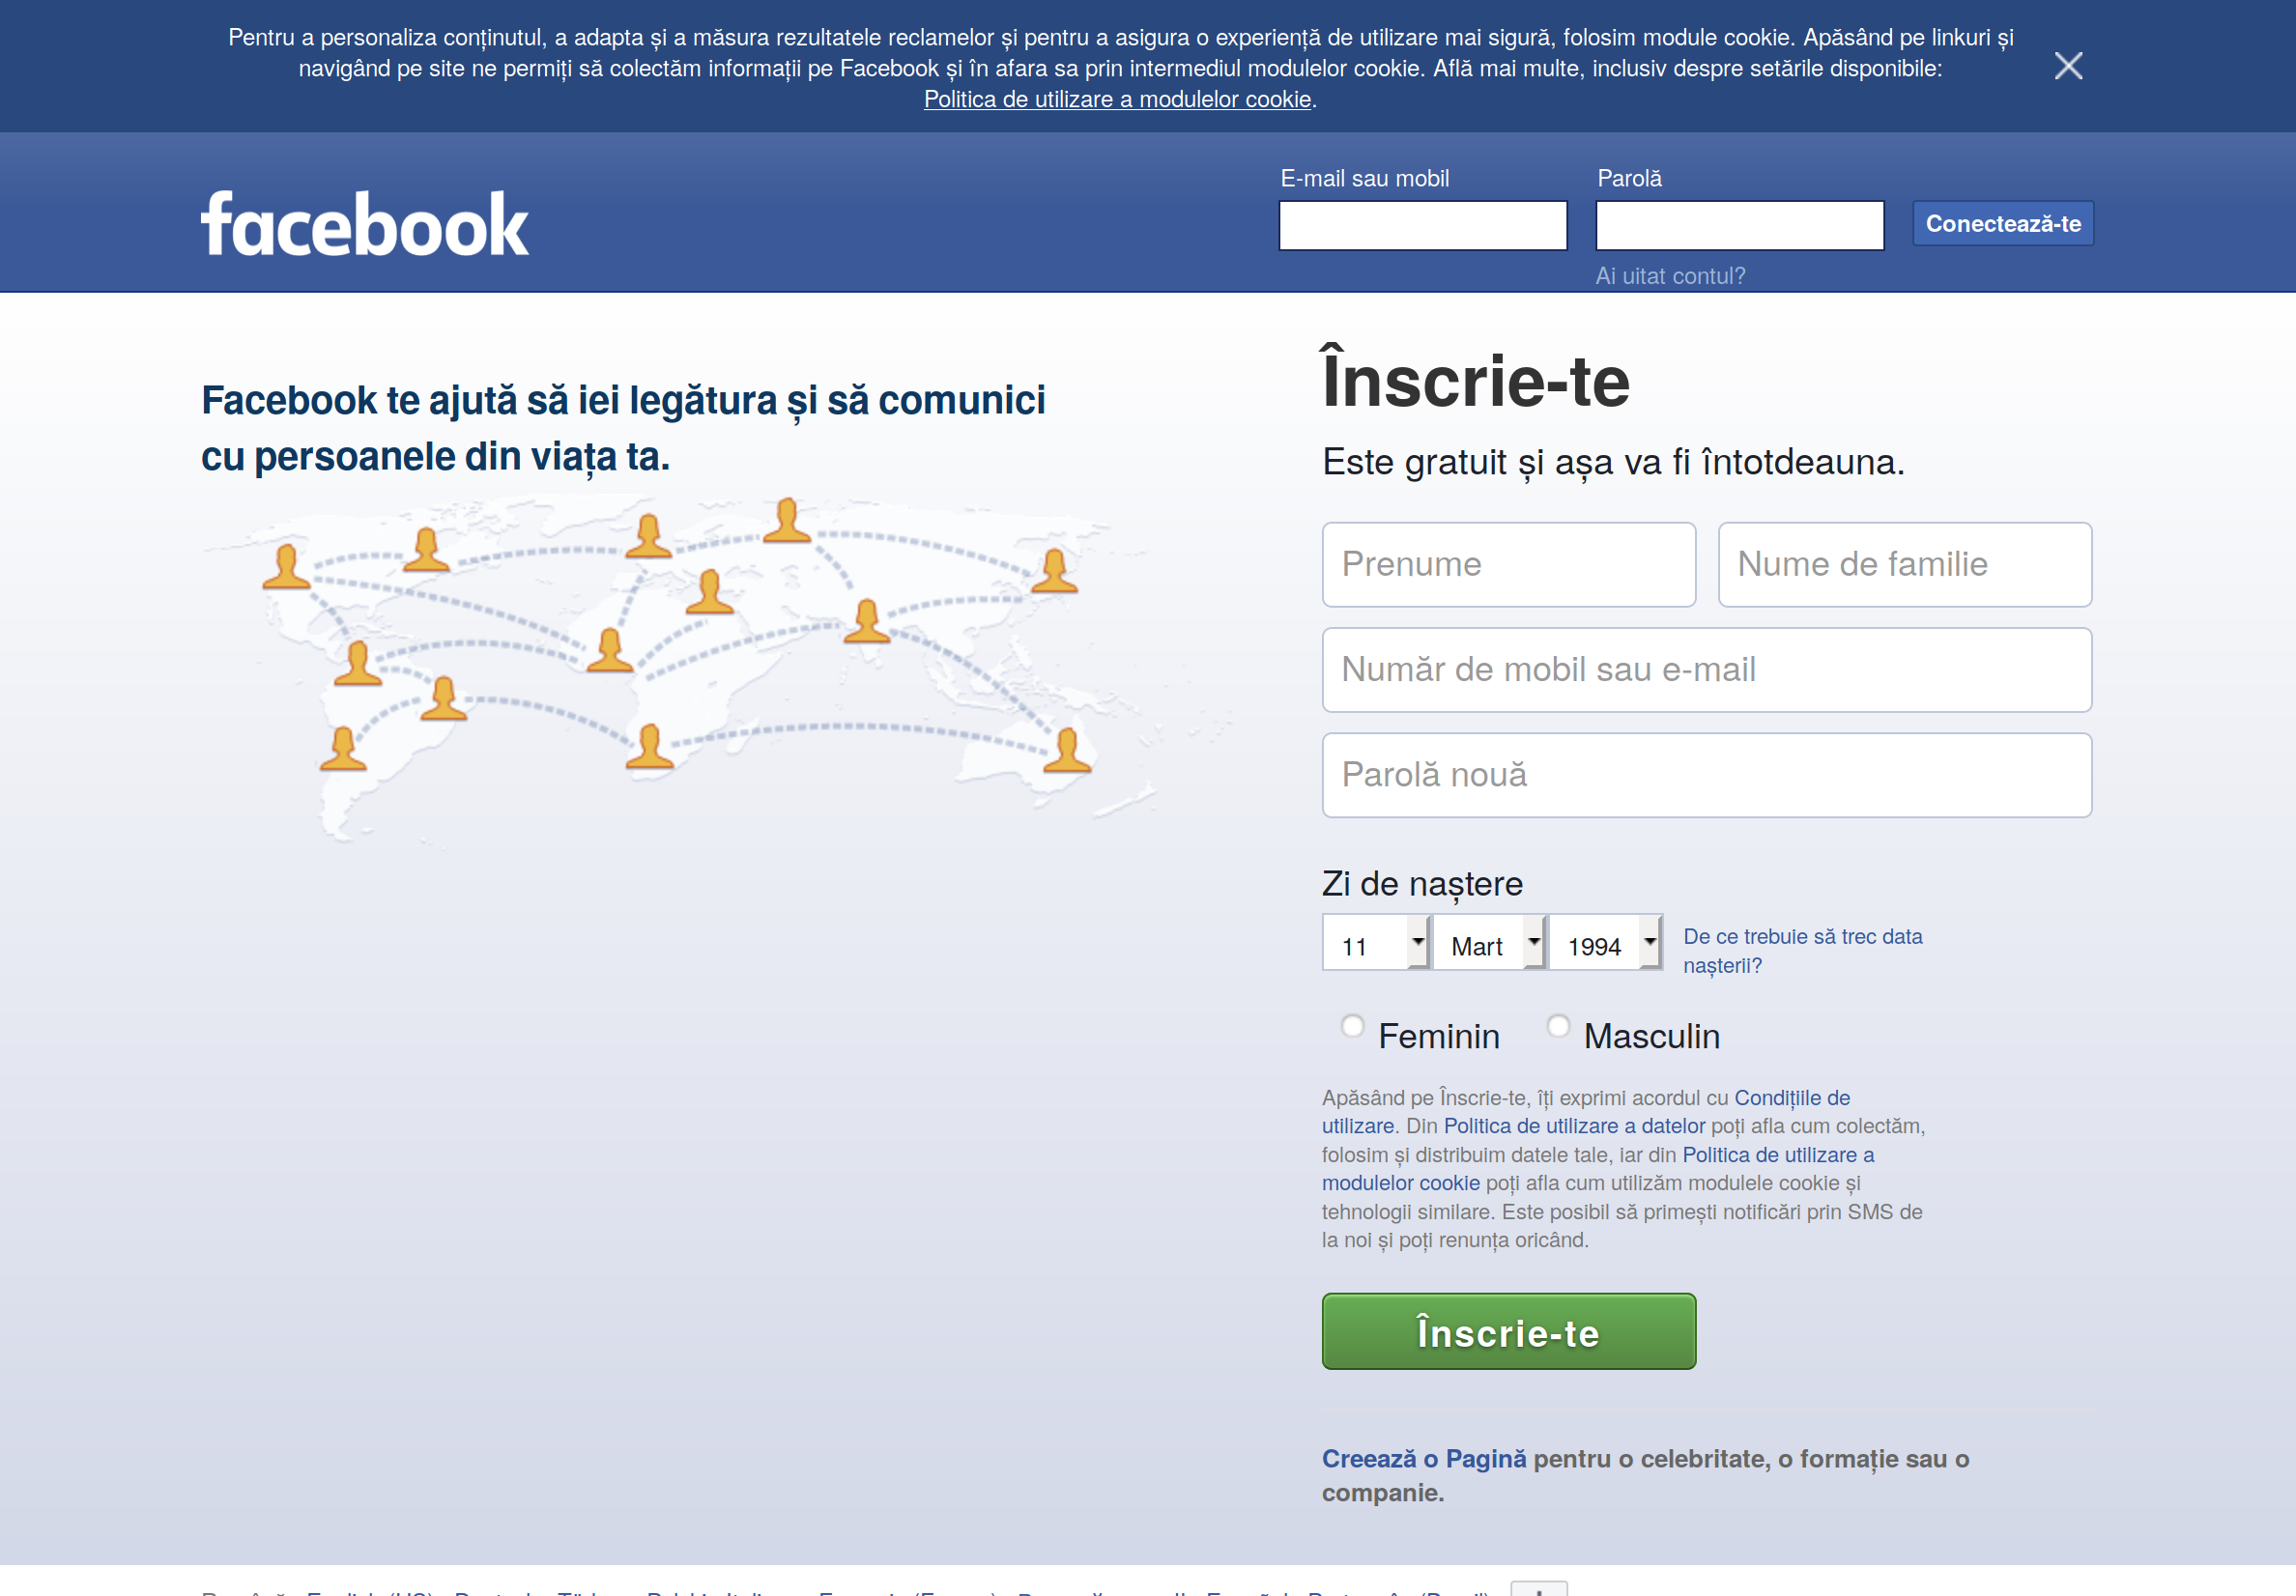 Pentru a personaliza conținutul, a adapta și a măsura rezultatele reclamelor și pentru a asigura o experiență de utilizare mai sigură, folosim module cookie. Apăsând pe linkuri și
navigând pe site ne permiți să colectăm informații pe Facebook și în afara sa prin intermediul modulelor cookie. Află mai multe, inclusiv despre setările disponibile:
Politica de utilizare a modulelor cookie.
facebook
E-mail sau mobil
Parolă
Conectează-te
Ai uitat contul?
Facebook te ajută să iei legătura și să comunici
cu persoanele din viața ta.
Înscrie-te
Este gratuit și așa va fi întotdeauna.
Prenume
Nume de familie
Număr de mobil sau e-mail
Parolă nouă
Zi de naștere
11
Mart
1994
De ce trebuie să trec data
nașterii?
Feminin
Masculin
Apăsând pe Înscrie-te, îți exprimi acordul cu Condițiile de
utilizare. Din Politica de utilizare a datelor poți afla cum colectăm,
folosim și distribuim datele tale, iar din Politica de utilizare a
modulelor cookie poți afla cum utilizăm modulele cookie și
tehnologii similare. Este posibil să primești notificări prin SMS de
la noi și poți renunța oricând.
Înscrie-te
Creează o Pagină pentru o celebritate, o formație sau o
companie.